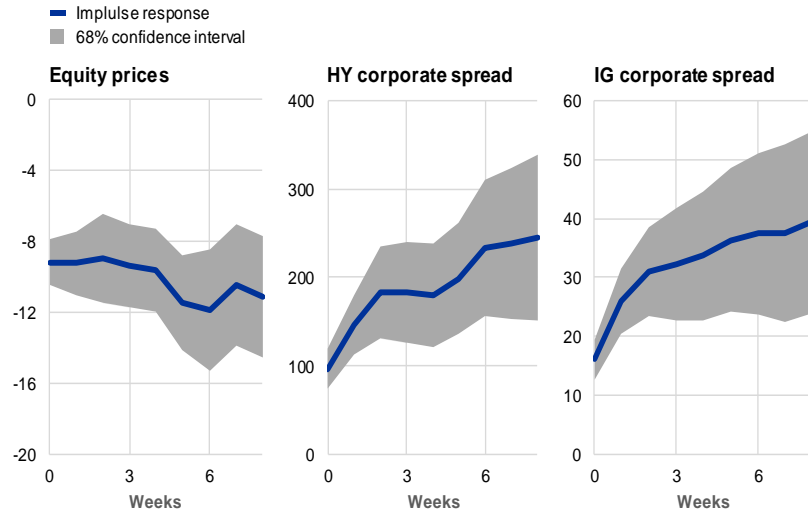 Implulse response
68% confidence interval
Equity prices
HY corporate spread
IG corporate spread
0
-4
-8
-12
-16
-20
0 3 6
Weeks
400
300
200
100
0
0 3 6
Weeks
60
50
40
30
20
10
0
0 3 6
Weeks